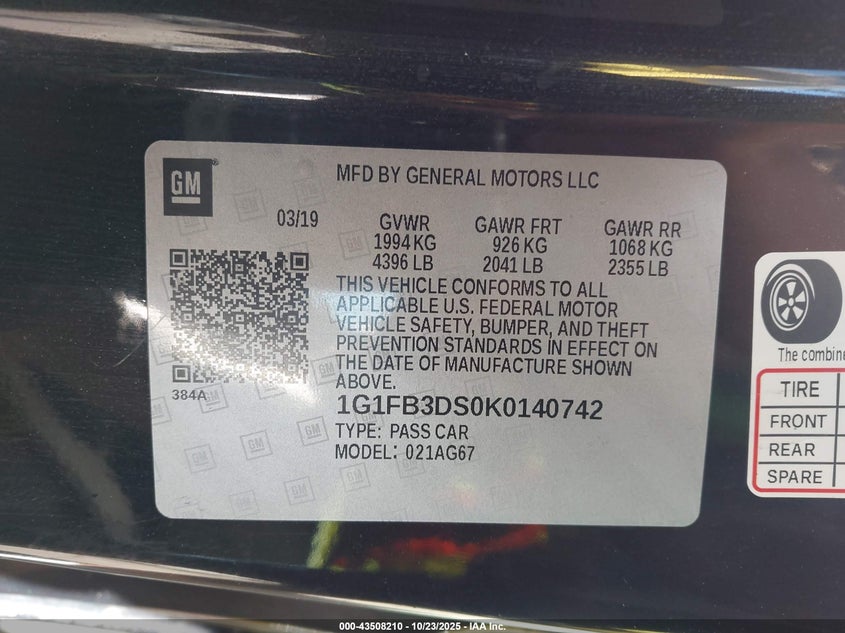 GM
MFD BY GENERAL MOTORS LLC
03/19 GVWR GAWR FRT GAWR RR
1994 KG 926 KG 1068 KG
4396 LB 2041 LB 2355 LB
THIS VEHICLE CONFORMS TO ALL
APPLICABLE U.S. FEDERAL MOTOR
VEHICLE SAFETY, BUMPER, AND THEFT
PREVENTION STANDARDS IN EFFECT ON
THE DATE OF MANUFACTURE SHOWN
ABOVE.
384A
1G1FB3DS0K0140742
TYPE: PASS CAR
MODEL: 021AG67
The combine
TIRE
FRONT
REAR
SPARE
000-43508210 - 10/23/2025 - IAA Inc.